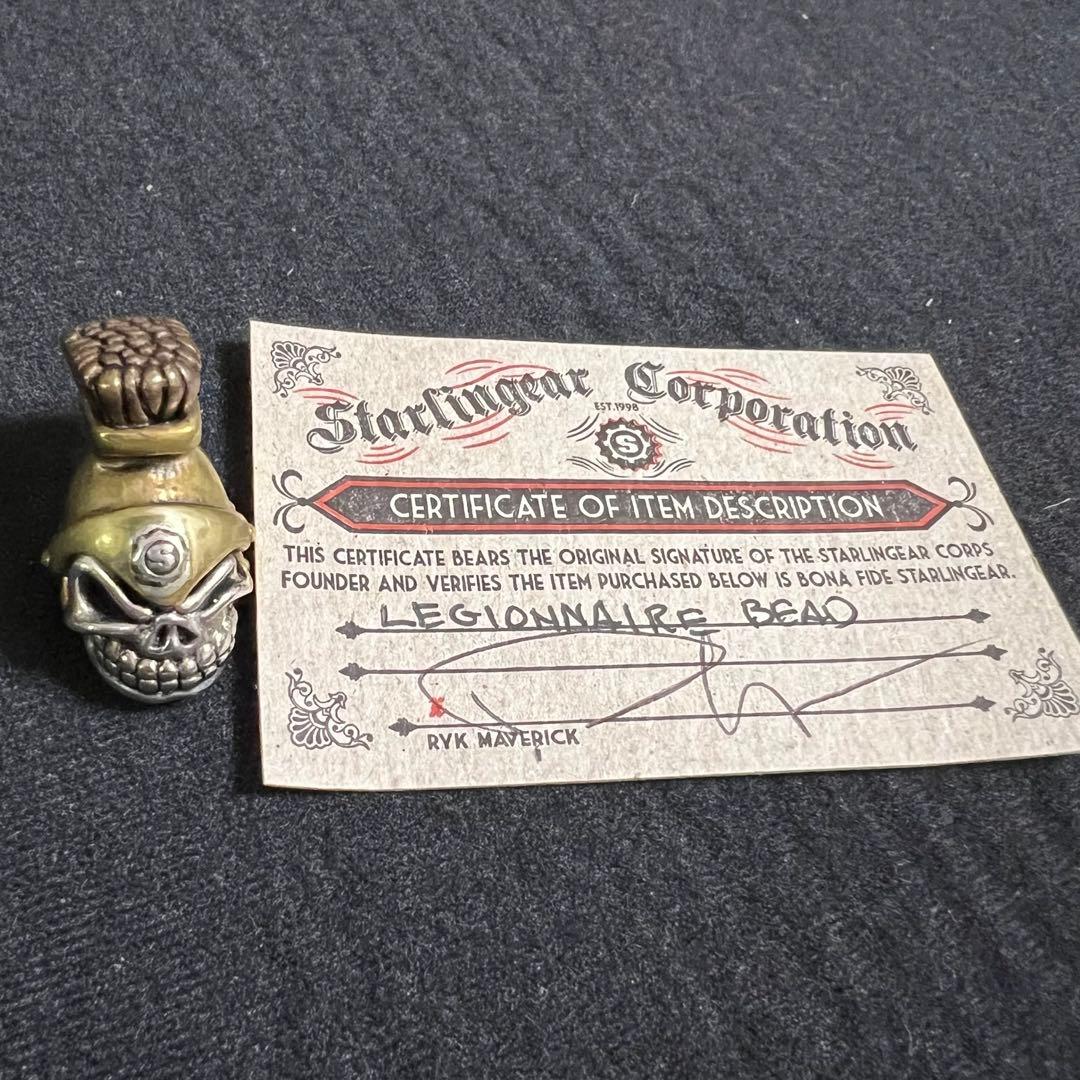 Starlingear Corporation
EST. 1998
S
CERTIFICATE OF ITEM DESCRIPTION
THIS CERTIFICATE BEARS THE ORIGINAL SIGNATURE OF THE STARLINGEAR CORPS
FOUNDER AND VERIFIES THE ITEM PURCHASED BELOW IS BONA FIDE STARLINGEAR.
LEGIONNAIRE BEAD
X
RYK MAVERICK
S